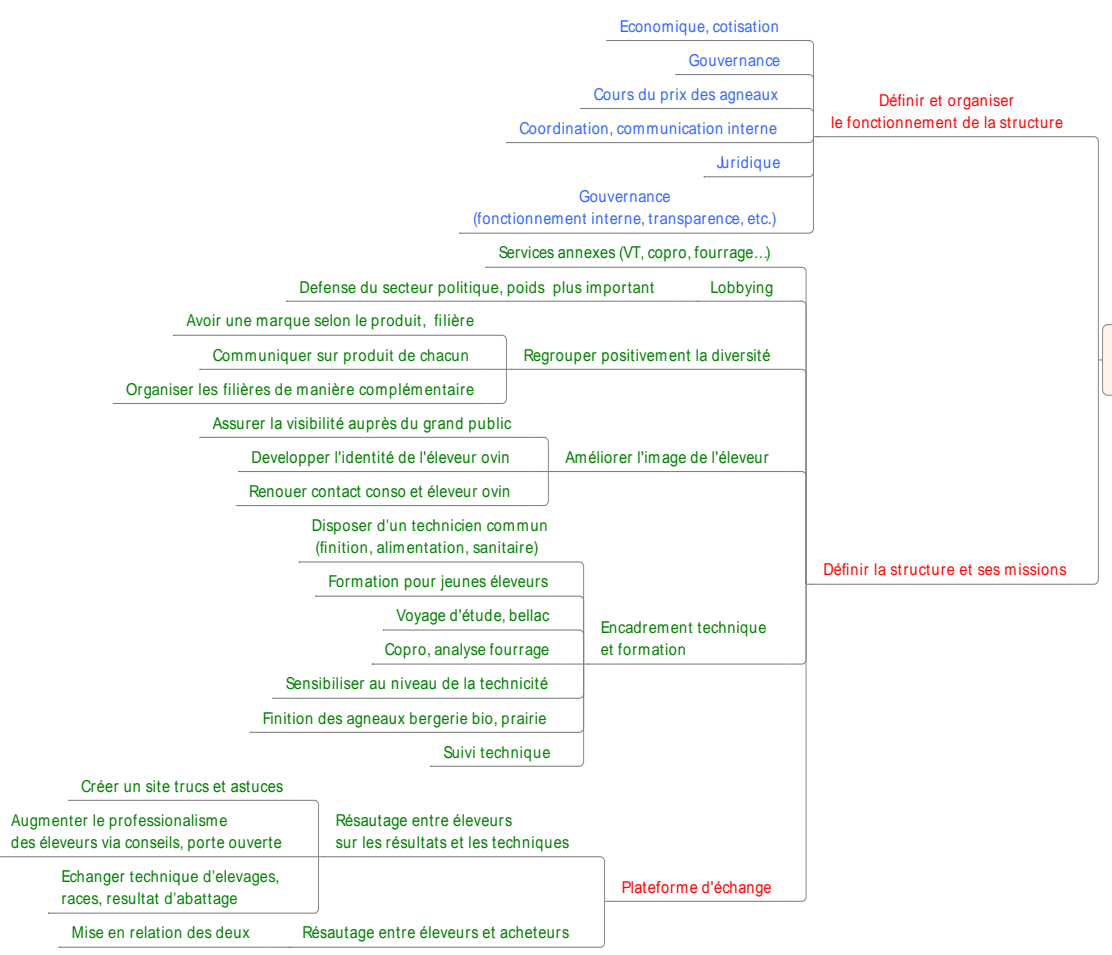 Economique, cotisation
Gouvernance
Cours du prix des agneaux
Coordination, communication interne
Juridique
Gouvernance
(fonctionnement interne, transparence, etc.)
Définir et organiser
le fonctionnement de la structure
Services annexes (VT, copro, fourrage...)
Defense du secteur politique, poids  plus important
Lobbying
Avoir une marque selon le produit,  filière
Communiquer sur produit de chacun
Organiser les filières de manière complémentaire
Regrouper positivement la diversité
Assurer la visibilité auprès du grand public
Developper l'identité de l'éleveur ovin
Renouer contact conso et éleveur ovin
Améliorer l'image de l'éleveur
Disposer d'un technicien commun
(finition, alimentation, sanitaire)
Formation pour jeunes éleveurs
Voyage d'étude, bellac
Copro, analyse fourrage
Sensibiliser au niveau de la technicité
Finition des agneaux bergerie bio, prairie
Suivi technique
Encadrement technique
et formation
Définir la structure et ses missions
Créer un site trucs et astuces
Augmenter le professionalisme
des éleveurs via conseils, porte ouverte
Echanger technique d'elevages,
races, resultat d'abattage
Résautage entre éleveurs
sur les résultats et les techniques
Mise en relation des deux
Résautage entre éleveurs et acheteurs
Plateforme d'échange